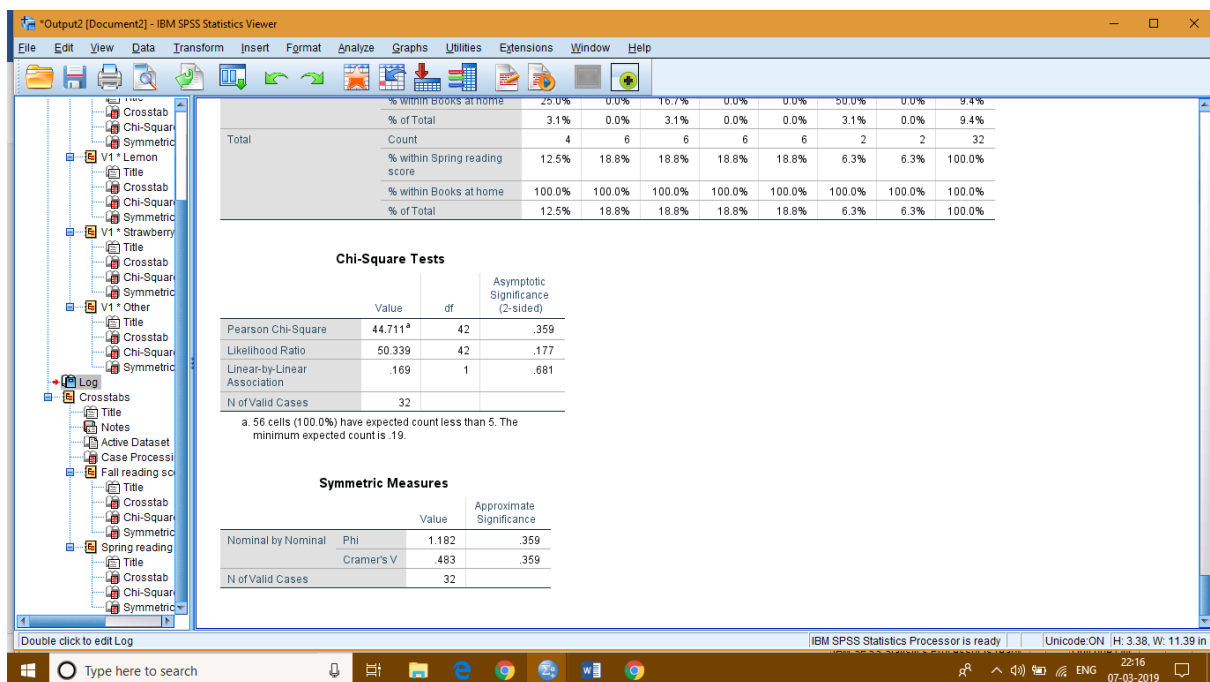 *Output2 [Document2] - IBM SPSS Statistics Viewer
File Edit View Data Transform Insert Format Analyze Graphs Utilities Extensions Window Help
Crosstab
Chi-Squar
Symmetric
V1 * Lemon
Title
Crosstab
Chi-Squar
Symmetric
V1 * Strawberry
Title
Crosstab
Chi-Squar
Symmetric
V1 * Other
Title
Crosstab
Chi-Squar
Symmetric
Log
Crosstabs
Title
Notes
Active Dataset
Case Processi
Fall reading sc
Title
Crosstab
Chi-Squar
Symmetric
Spring reading
Title
Crosstab
Chi-Squar
Symmetric
% within Books at home 25.0% 0.0% 16.7% 0.0% 0.0% 50.0% 0.0% 9.4%
% of Total 3.1% 0.0% 3.1% 0.0% 0.0% 3.1% 0.0% 9.4%
Total Count 4 6 6 6 6 2 2 32
% within Spring reading score 12.5% 18.8% 18.8% 18.8% 18.8% 6.3% 6.3% 100.0%
% within Books at home 100.0% 100.0% 100.0% 100.0% 100.0% 100.0% 100.0% 100.0%
% of Total 12.5% 18.8% 18.8% 18.8% 18.8% 6.3% 6.3% 100.0%
Chi-Square Tests
Value df Asymptotic Significance (2-sided)
Pearson Chi-Square 44.711a 42 .359
Likelihood Ratio 50.339 42 .177
Linear-by-Linear Association .169 1 .681
N of Valid Cases 32
a. 56 cells (100.0%) have expected count less than 5. The
minimum expected count is .19.
Symmetric Measures
Value Approximate Significance
Nominal by Nominal Phi 1.182 .359
Cramer's V .483 .359
N of Valid Cases 32
Double click to edit Log IBM SPSS Statistics Processor is ready Unicode:ON H: 3.38, W: 11.39 in
Type here to search ENG 22:16
07-03-2019